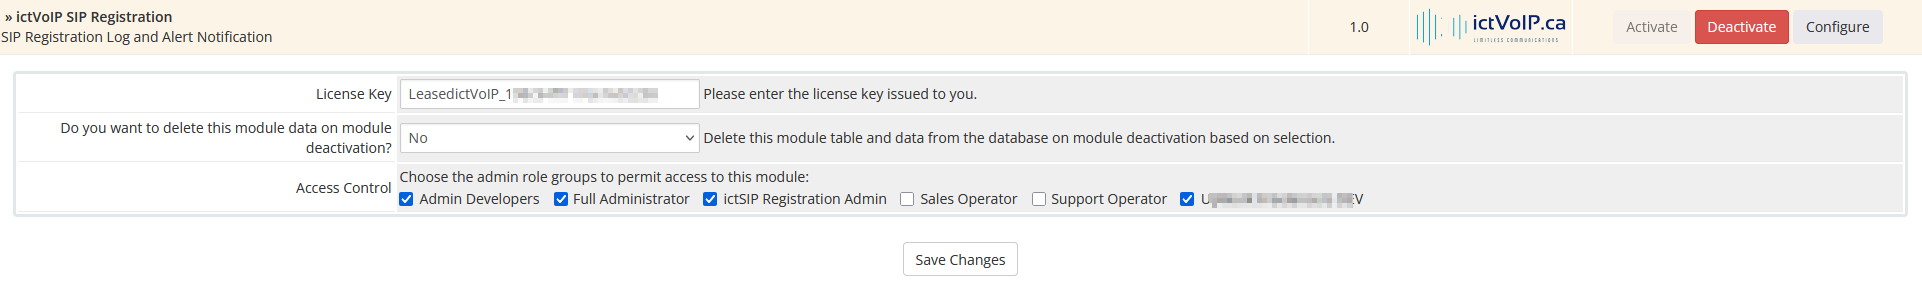 » ictVoIP SIP Registration
SIP Registration Log and Alert Notification
1.0
ictVoIP.ca
LIMITLESS COMMUNICATIONS
Activate
Deactivate
Configure
License Key
LeasedictVoIP_1
Please enter the license key issued to you.
Do you want to delete this module data on module
deactivation?
No
Delete this module table and data from the database on module deactivation based on selection.
Access Control
Choose the admin role groups to permit access to this module:
Admin Developers Full Administrator ictSIP Registration Admin Sales Operator Support Operator
Save Changes